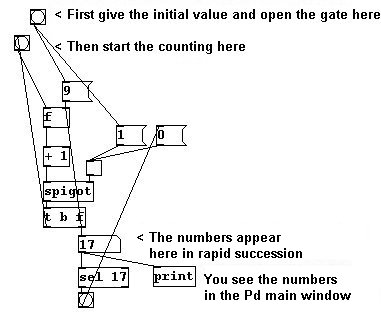 < First give the initial value and open the gate here
< Then start the counting here
9
f
1
0
+ 1
spigot
t b f
17
< The numbers appear
here in rapid succession
sel 17
print
You see the numbers
in the Pd main window